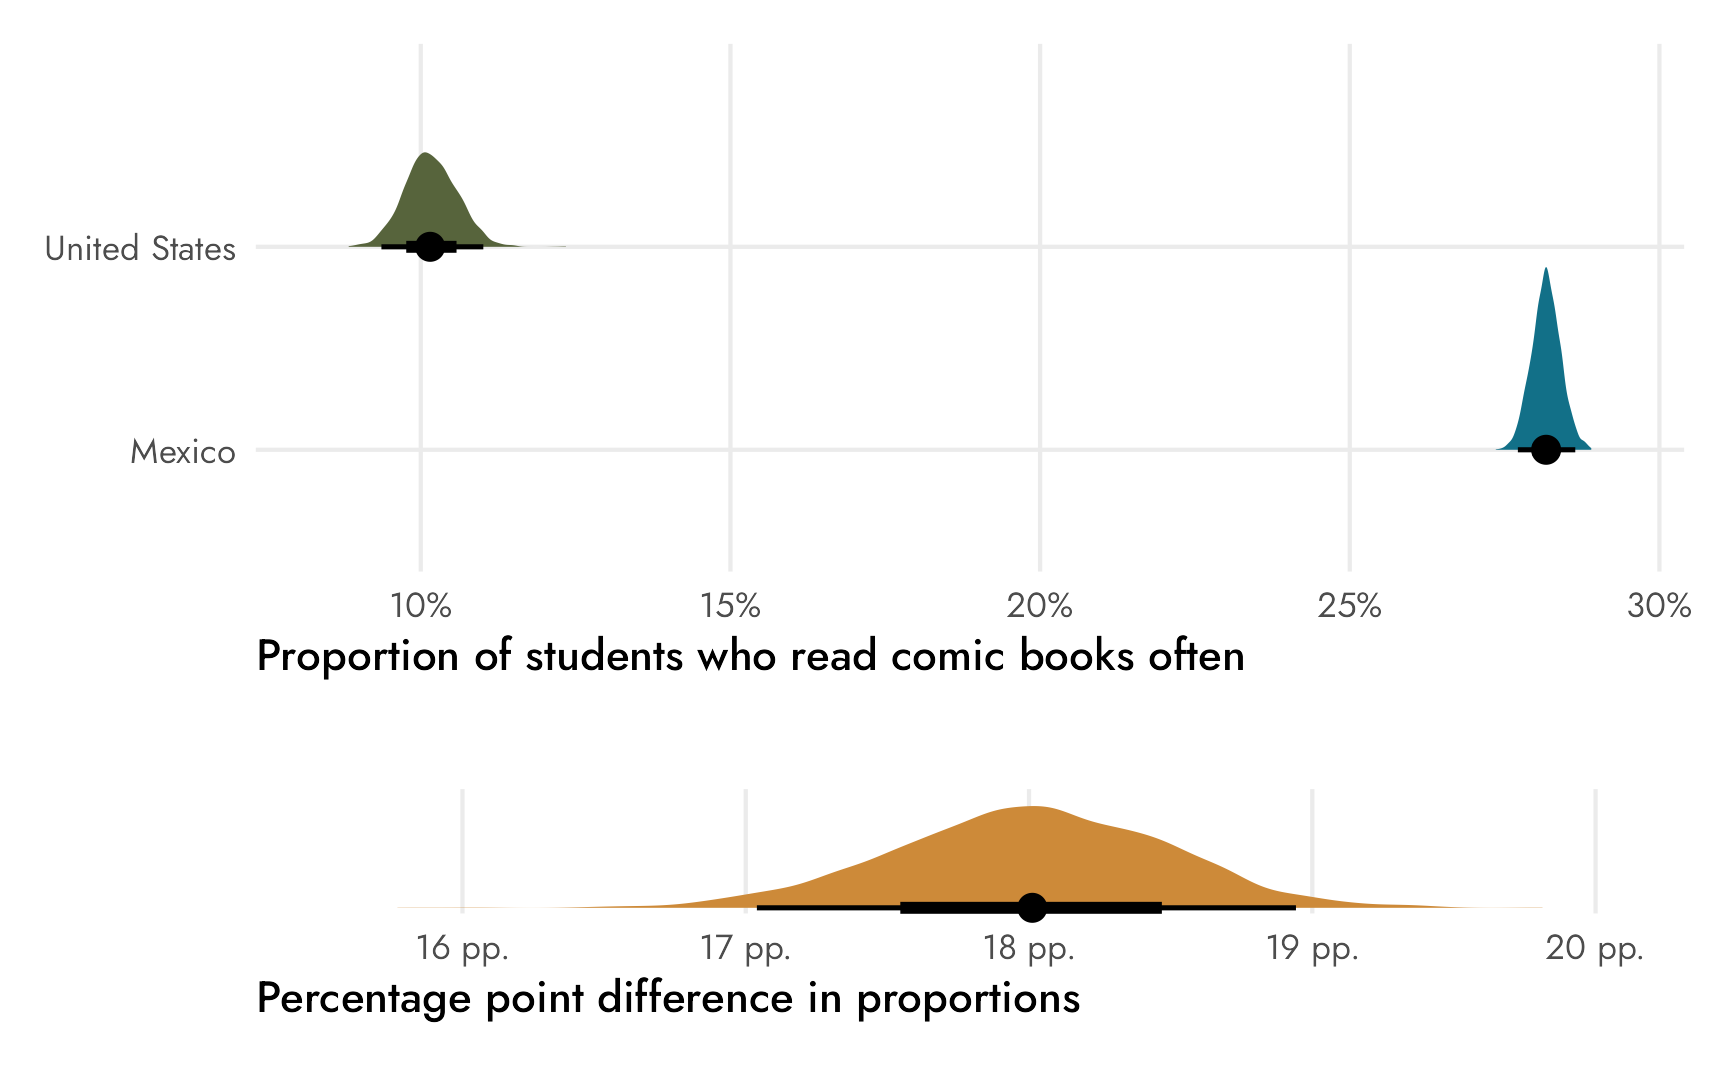 United States
Mexico
10% 15% 20% 25% 30%
Proportion of students who read comic books often
16 pp. 17 pp. 18 pp. 19 pp. 20 pp.
Percentage point difference in proportions